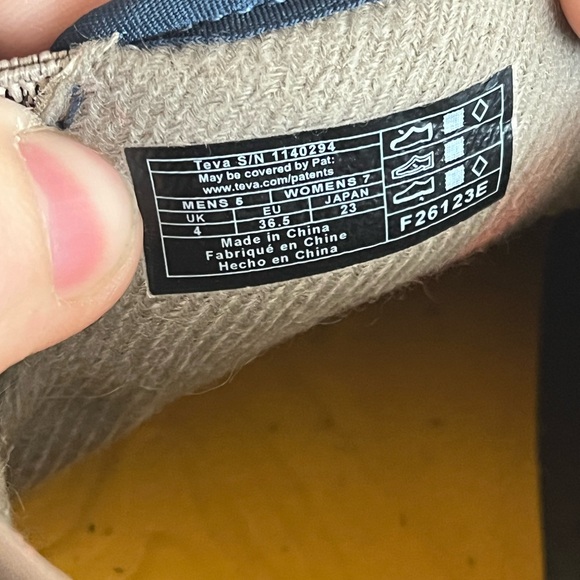 Teva S/N 1140294
May be covered by Pat:
www.teva.com/patents
MENS 5 WOMENS 7
UK EU JAPAN
4 36.5 23
Made in China
Fabriqué en Chine
Hecho en China
F26123E